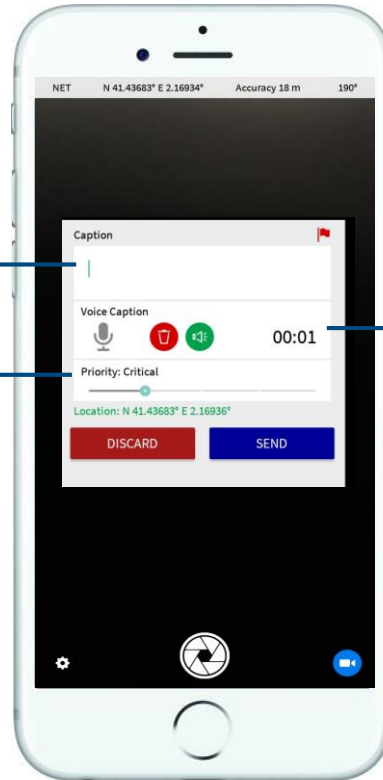 NET N 41.43683° E 2.16934° Accuracy 18 m 190°
Caption
Voice Caption
00:01
Priority: Critical
Location: N 41.43683° E 2.16936°
DISCARD SEND